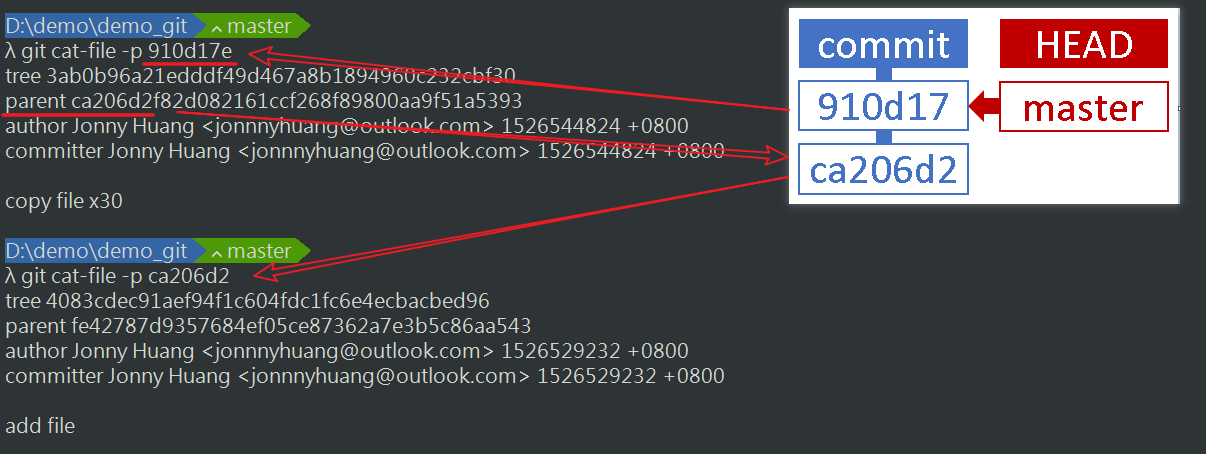 D:\demo\demo_git ^ master
λ git cat-file -p 910d17e
tree 3ab0b96a21edddf49d467a8b1894960c232cbf30
parent ca206d2f82d082161ccf268f89800aa9f51a5393
author Jonny Huang <jonnnyhuang@outlook.com> 1526544824 +0800
committer Jonny Huang <jonnnyhuang@outlook.com> 1526544824 +0800
copy file x30
D:\demo\demo_git ^ master
λ git cat-file -p ca206d2
tree 4083cdec91aef94f1c604fdc1fc6e4ecbacbed96
parent fe42787d9357684ef05ce87362a7e3b5c86aa543
author Jonny Huang <jonnnyhuang@outlook.com> 1526529232 +0800
committer Jonny Huang <jonnnyhuang@outlook.com> 1526529232 +0800
add file
commit
HEAD
910d17
master
ca206d2